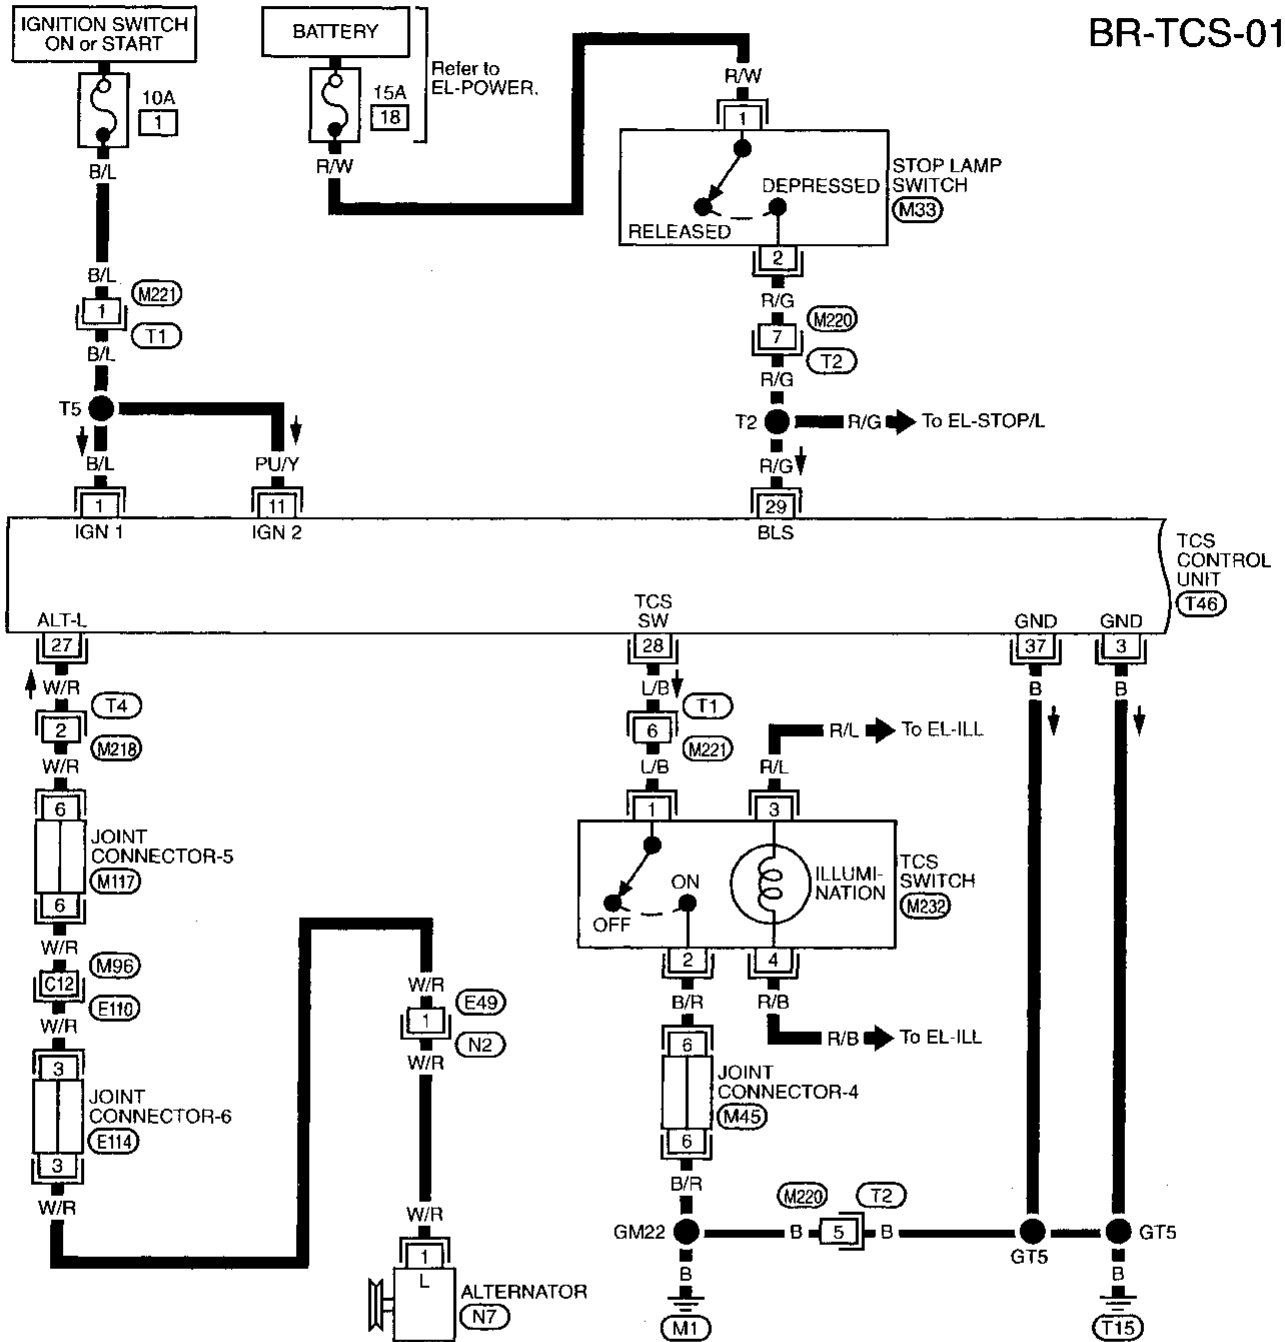 BR-TCS-01
IGNITION SWITCH
ON or START
BATTERY
10A
1
15A
18
Refer to
EL-POWER.
B/L
R/W
R/W
1
STOP LAMP
SWITCH
M33
DEPRESSED
RELEASED
2
B/L
1
M221
T1
B/L
R/G
7
M220
T2
R/G
T5
T2
R/G
To EL-STOP/L
B/L
PU/Y
R/G
1
11
29
IGN 1
IGN 2
BLS
TCS
CONTROL
UNIT
T46
ALT-L
TCS
SW
GND
GND
27
28
37
3
W/R
L/B
B
B
T4
2
M218
W/R
T1
6
M221
L/B
R/L
To EL-ILL
R/L
6
JOINT
CONNECTOR-5
M117
6
1
3
ILLUMI-
NATION
TCS
SWITCH
M232
ON
OFF
2
4
W/R
M96
C12
E110
W/R
W/R
E49
1
N2
W/R
B/R
R/B
R/B
To EL-ILL
3
JOINT
CONNECTOR-6
E114
3
6
JOINT
CONNECTOR-4
M45
6
W/R
W/R
B/R
M220
T2
GM22
B
5
B
GT5
GT5
1
L
ALTERNATOR
N7
B
M1
B
T15